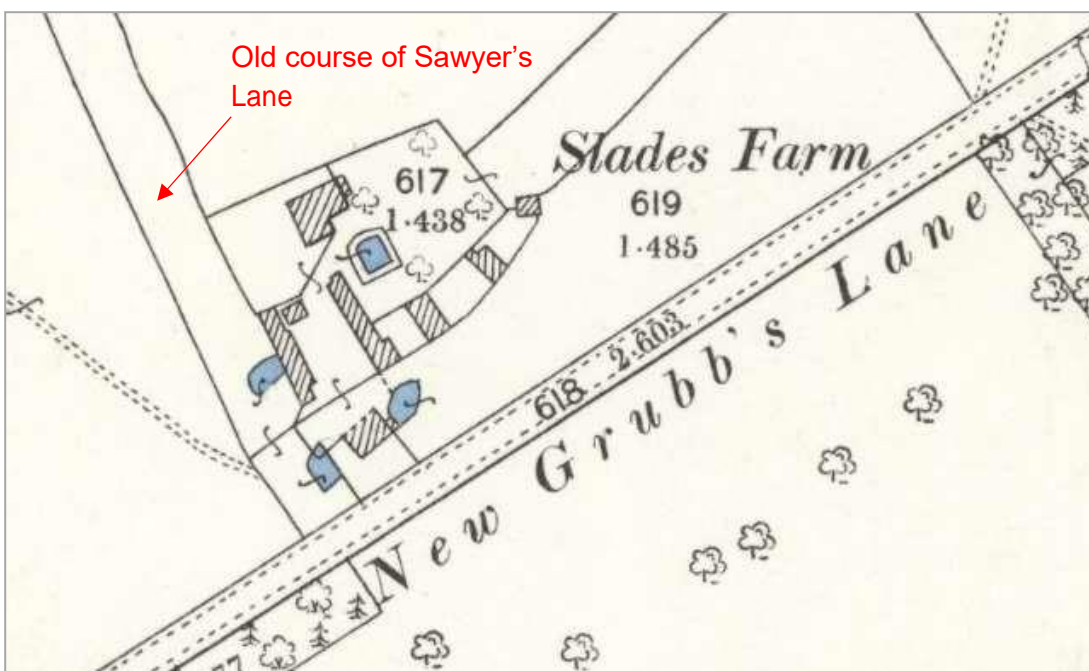 Old course of Sawyer's
Lane
Slades Farm
617
1·438
619
1·485
618 2·603
New Grubb's Lane
77